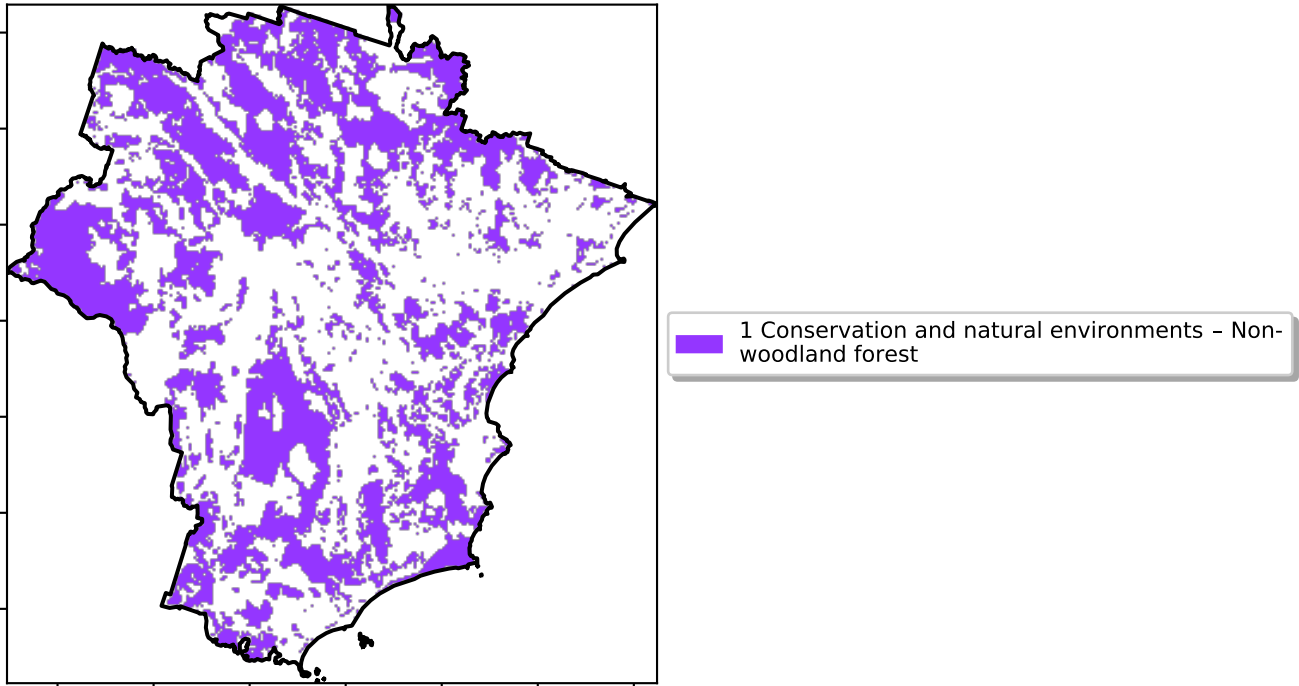 1 Conservation and natural environments – Non-
woodland forest